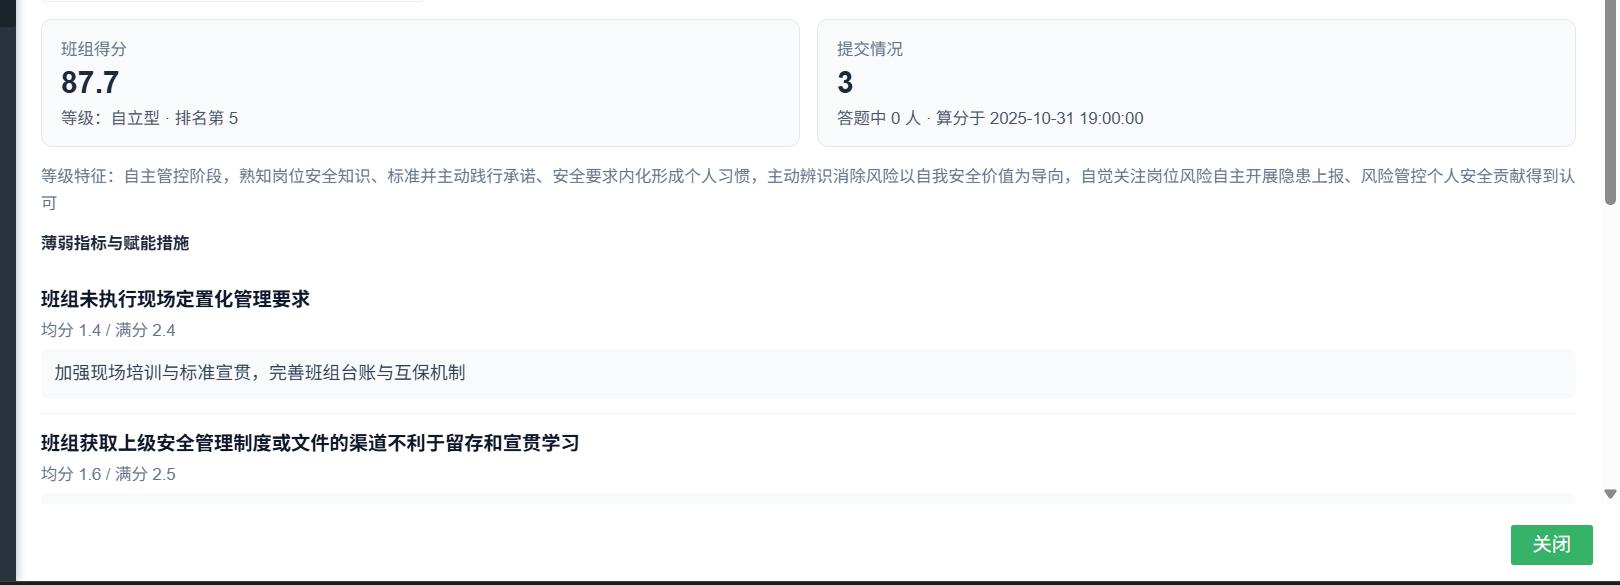 班组得分
87.7
等级：自立型 · 排名第 5
提交情况
3
答题中 0 人 · 算分于 2025-10-31 19:00:00
等级特征：自主管控阶段，熟知岗位安全知识、标准并主动践行承诺、安全要求内化形成个人习惯，主动辨识消除风险以自我安全价值为导向，自觉关注岗位风险自主开展隐患上报、风险管控个人安全贡献得到认
可
薄弱指标与赋能措施
班组未执行现场定置化管理要求
均分 1.4 / 满分 2.4
加强现场培训与标准宣贯，完善班组台账与互保机制
班组获取上级安全管理制度或文件的渠道不利于留存和宣贯学习
均分 1.6 / 满分 2.5
关闭